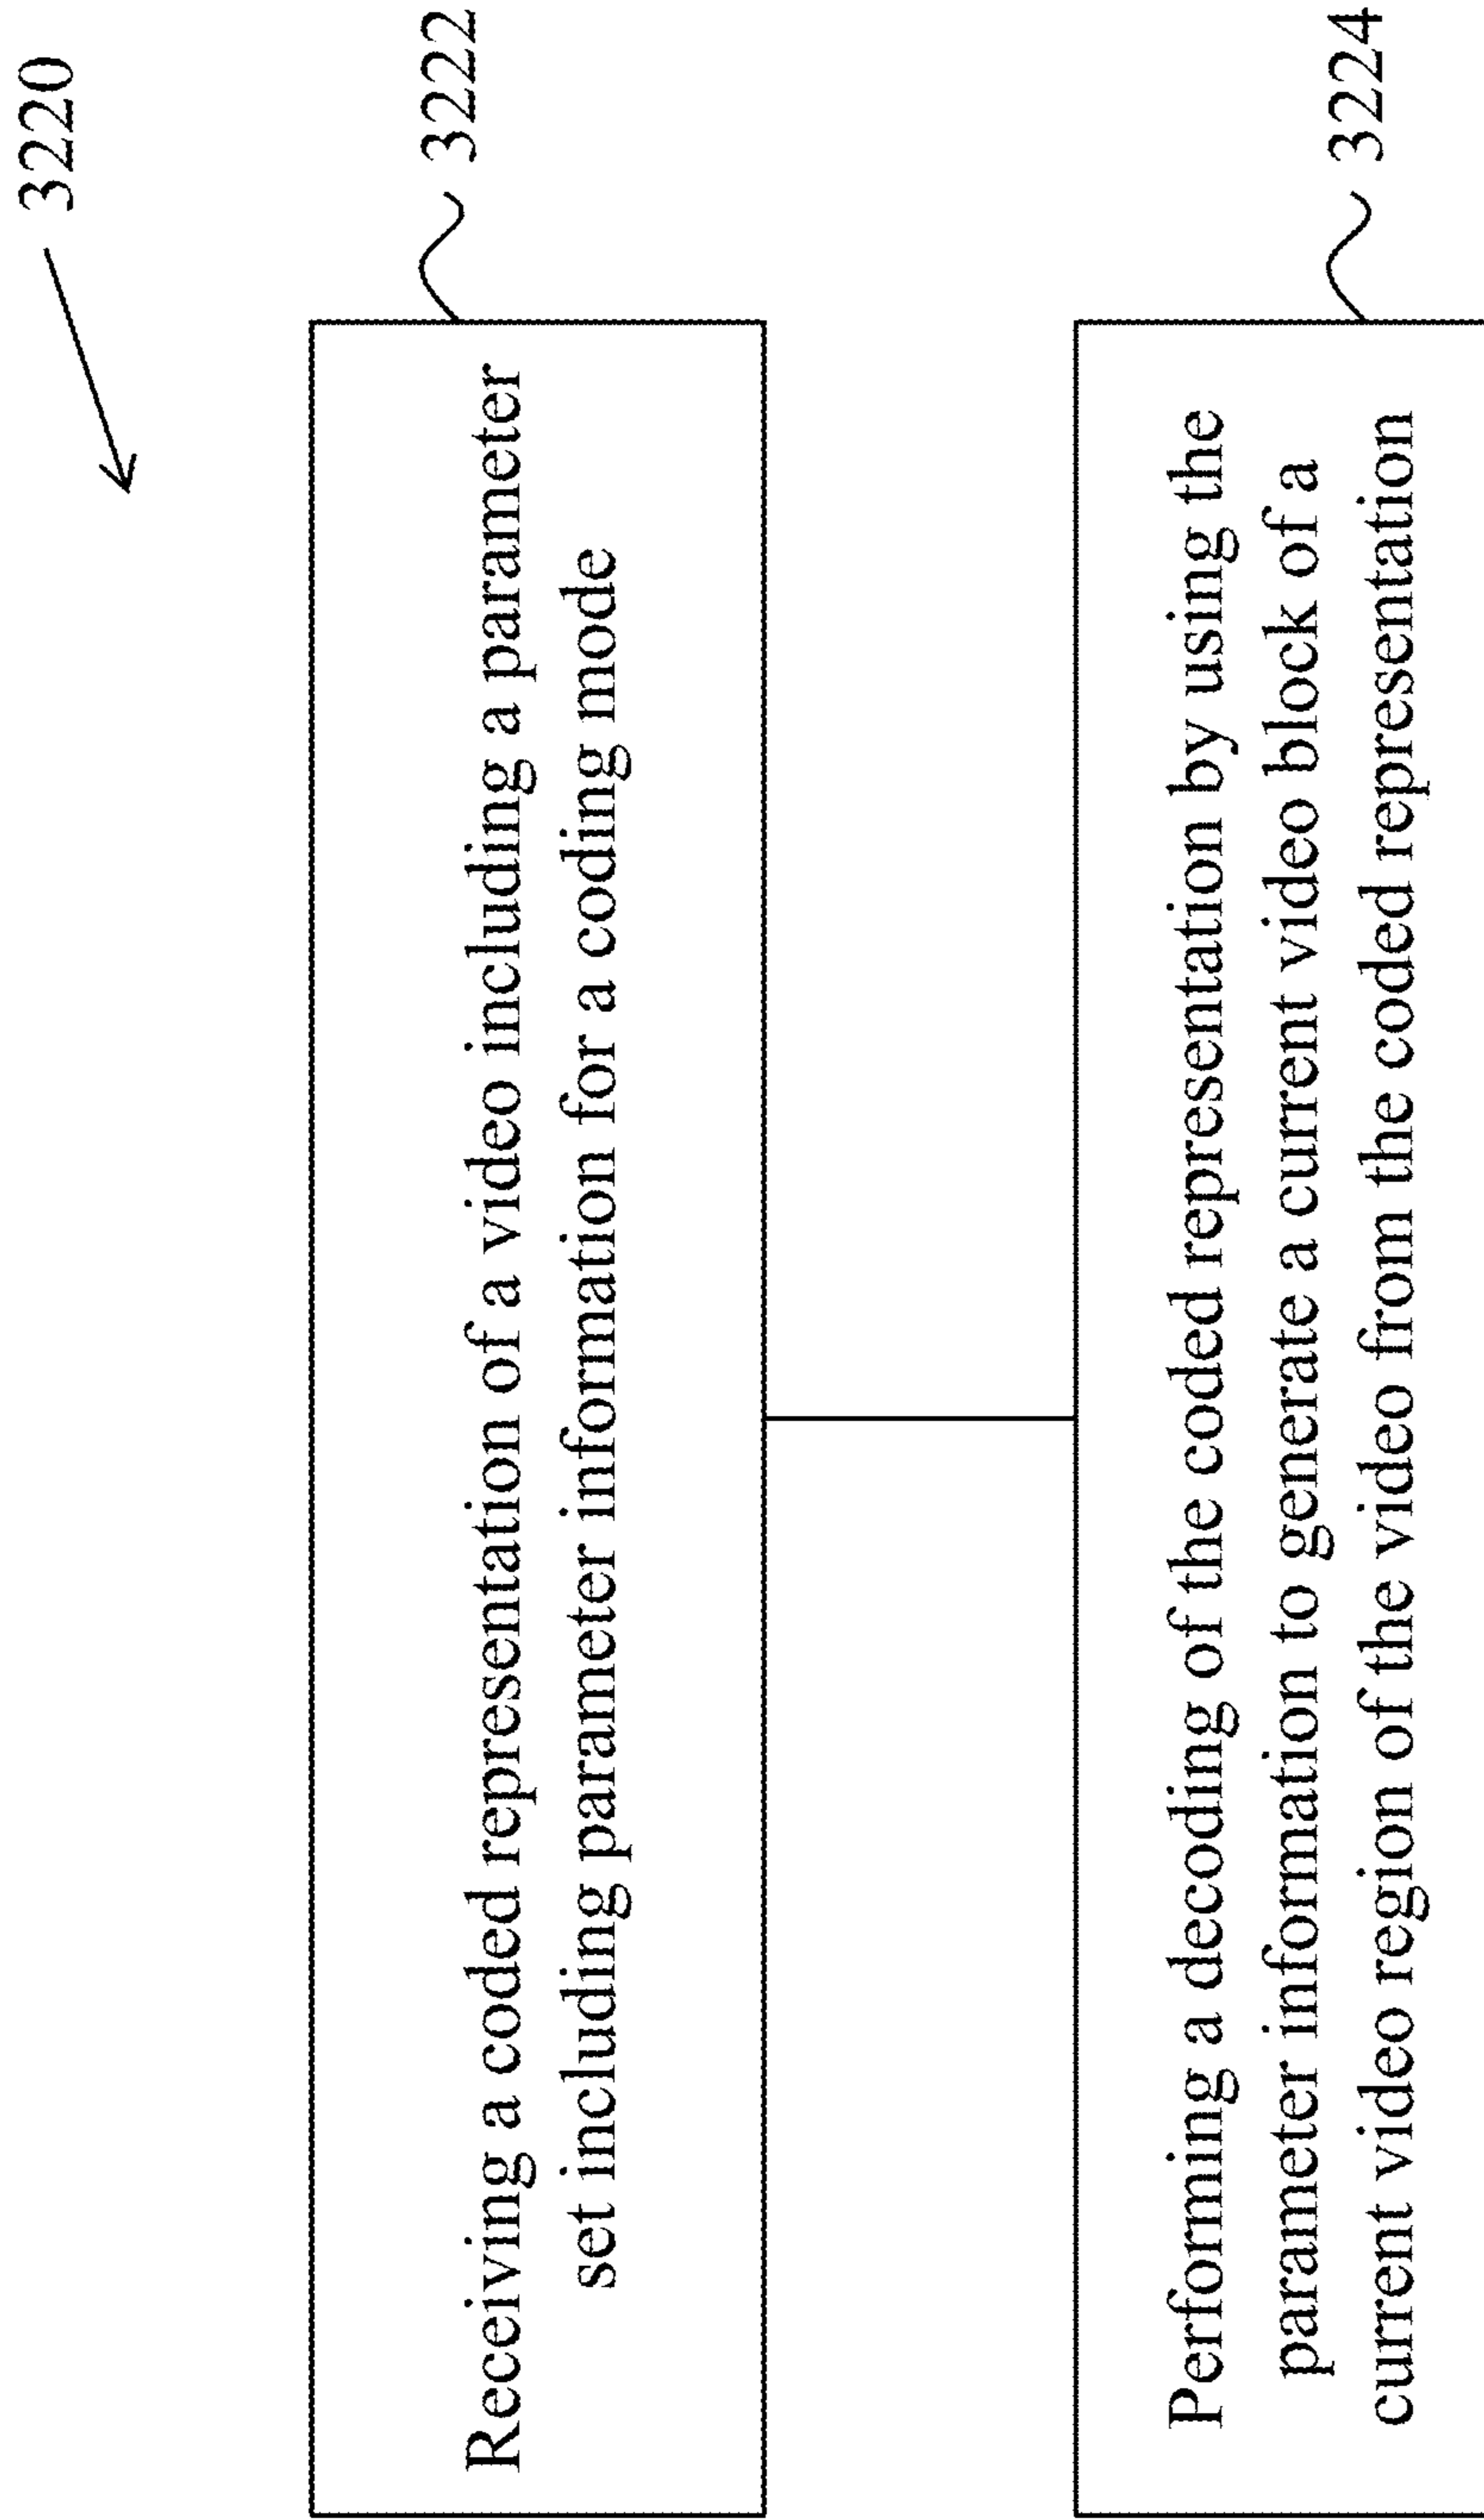 3220
Receiving a coded representation of a video including a parameter
set including parameter information for a coding mode
3222
Performing a decoding of the coded representation by using the
parameter information to generate a current video block of a
current video region of the video from the coded representation
3224